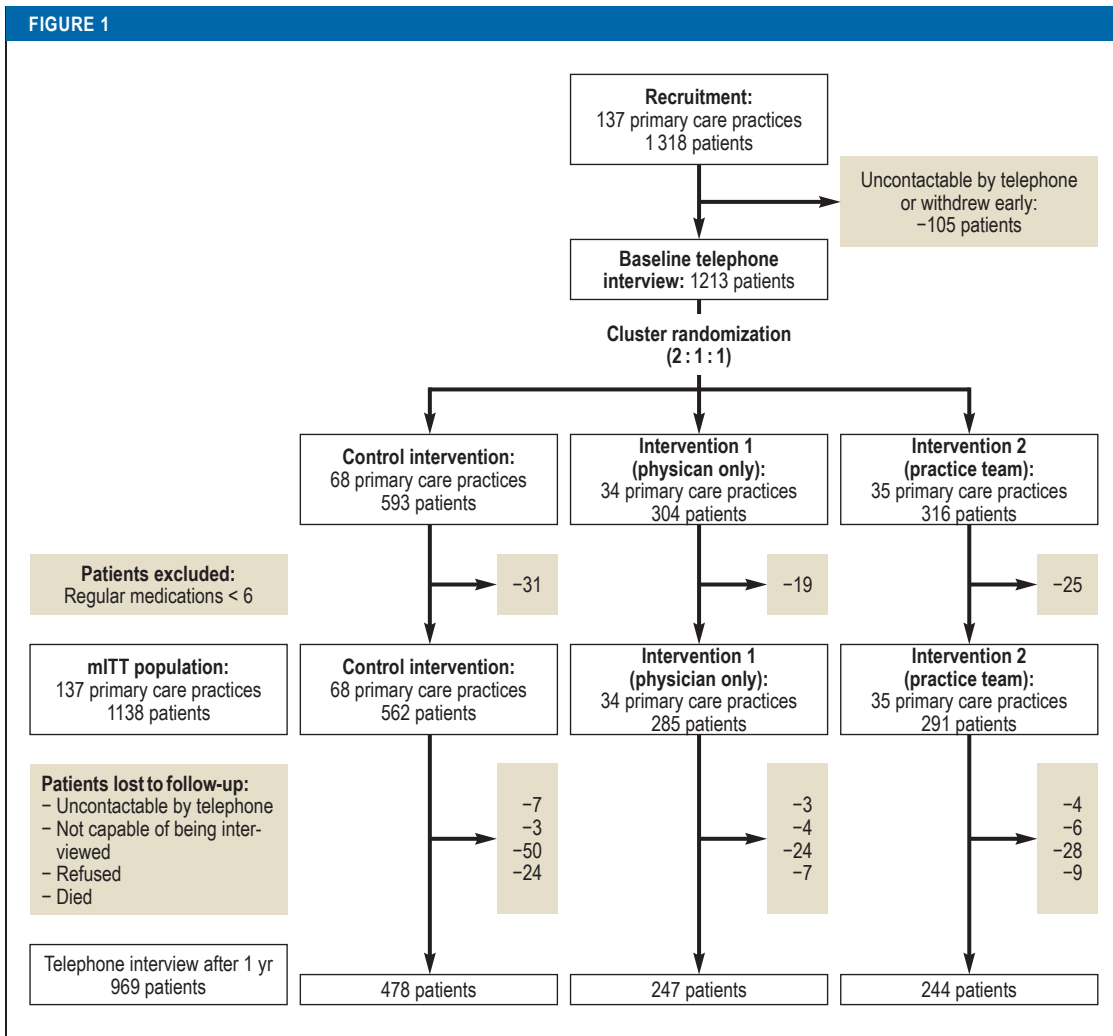 FIGURE 1
Recruitment:
137 primary care practices
1318 patients
Uncontactable by telephone
or withdrew early:
−105 patients
Baseline telephone
interview: 1213 patients
Cluster randomization
(2 : 1 : 1)
Control intervention:
68 primary care practices
593 patients
Intervention 1
(physican only):
34 primary care practices
304 patients
Intervention 2
(practice team):
35 primary care practices
316 patients
Patients excluded:
Regular medications < 6
−31
−19
−25
mITT population:
137 primary care practices
1138 patients
Control intervention:
68 primary care practices
562 patients
Intervention 1
(physician only):
34 primary care practices
285 patients
Intervention 2
(practice team):
35 primary care practices
291 patients
Patients lost to follow-up:
− Uncontactable by telephone
− Not capable of being inter-
viewed
− Refused
− Died
−7
−3
−50
−24
−3
−4
−24
−7
−4
−6
−28
−9
Telephone interview after 1 yr
969 patients
478 patients
247 patients
244 patients